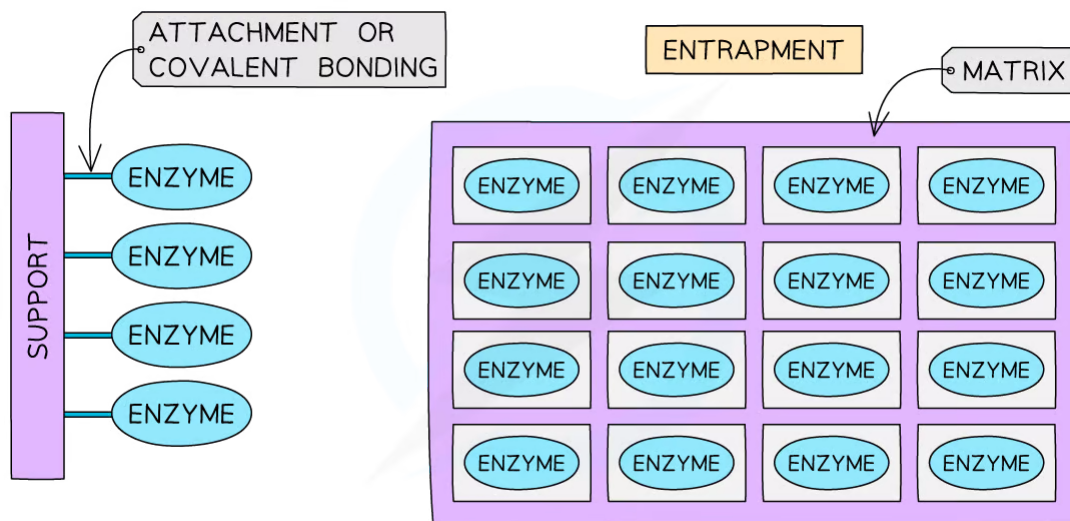 ATTACHMENT OR
COVALENT BONDING
SUPPORT
ENZYME
ENZYME
ENZYME
ENZYME
ENTRAPMENT
MATRIX
ENZYME ENZYME ENZYME ENZYME
ENZYME ENZYME ENZYME ENZYME
ENZYME ENZYME ENZYME ENZYME
ENZYME ENZYME ENZYME ENZYME